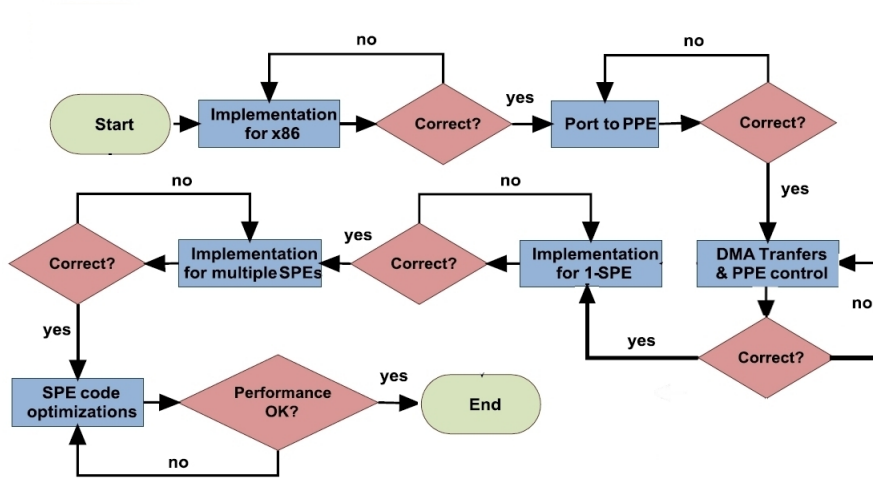 no
no
Start
Implementation
for x86
Correct?
yes
Port to PPE
Correct?
yes
no
no
Correct?
Implementation
for multiple SPEs
yes
Correct?
Implementation
for 1-SPE
DMA Tranfers
& PPE control
no
yes
yes
Correct?
SPE code
optimizations
Performance
OK?
yes
End
no